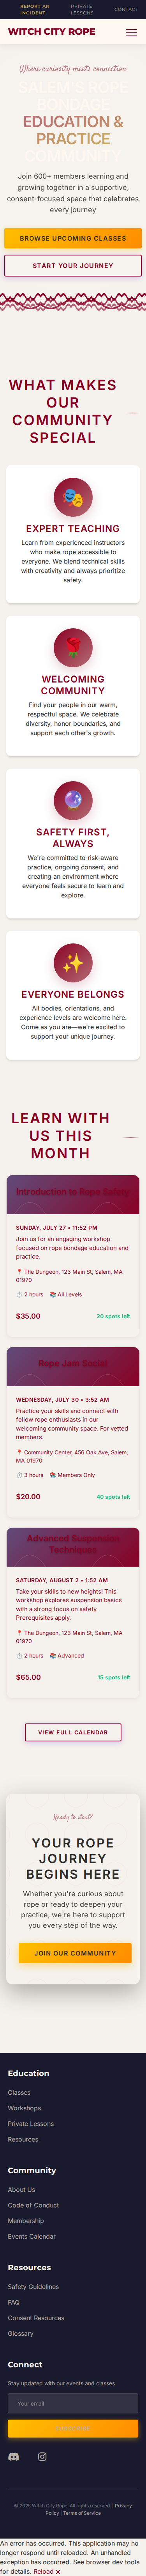 REPORT AN
INCIDENT
PRIVATE
LESSONS
CONTACT
WITCH CITY ROPE
Where curiosity meets connection
SALEM'S ROPE
BONDAGE
EDUCATION &
PRACTICE
COMMUNITY
Join 600+ members learning and
growing together in a supportive,
consent-focused space that celebrates
every journey
BROWSE UPCOMING CLASSES
START YOUR JOURNEY
WHAT MAKES
OUR
COMMUNITY
SPECIAL
EXPERT TEACHING
Learn from experienced instructors
who make rope accessible to
everyone. We blend technical skills
with creativity and always prioritize
safety.
WELCOMING
COMMUNITY
Find your people in our warm,
respectful space. We celebrate
diversity, honor boundaries, and
support each other's growth.
SAFETY FIRST,
ALWAYS
We're committed to risk-aware
practice, ongoing consent, and
creating an environment where
everyone feels secure to learn and
explore.
EVERYONE BELONGS
All bodies, orientations, and
experience levels are welcome here.
Come as you are—we're excited to
support your unique journey.
LEARN WITH
US THIS
MONTH
Introduction to Rope Safety
SUNDAY, JULY 27 • 11:52 PM
Join us for an engaging workshop
focused on rope bondage education and
practice.
📍 The Dungeon, 123 Main St, Salem, MA
01970
⏱️ 2 hours 📚 All Levels
$35.00 20 spots left
Rope Jam Social
WEDNESDAY, JULY 30 • 3:52 AM
Practice your skills and connect with
fellow rope enthusiasts in our
welcoming community space. For vetted
members.
📍 Community Center, 456 Oak Ave, Salem,
MA 01970
⏱️ 3 hours 📚 Members Only
$20.00 40 spots left
Advanced Suspension
Techniques
SATURDAY, AUGUST 2 • 1:52 AM
Take your skills to new heights! This
workshop explores suspension basics
with a strong focus on safety.
Prerequisites apply.
📍 The Dungeon, 123 Main St, Salem, MA
01970
⏱️ 2 hours 📚 Advanced
$65.00 15 spots left
VIEW FULL CALENDAR
Ready to start?
YOUR ROPE
JOURNEY
BEGINS HERE
Whether you're curious about
rope or ready to deepen your
practice, we're here to support
you every step of the way.
JOIN OUR COMMUNITY
Education
Classes
Workshops
Private Lessons
Resources
Community
About Us
Code of Conduct
Membership
Events Calendar
Resources
Safety Guidelines
FAQ
Consent Resources
Glossary
Connect
Stay updated with our events and classes
Your email
SUBSCRIBE
© 2025 Witch City Rope. All rights reserved. | Privacy
Policy | Terms of Service
An error has occurred. This application may no
longer respond until reloaded. An unhandled
exception has occurred. See browser dev tools
for details. Reload ✕